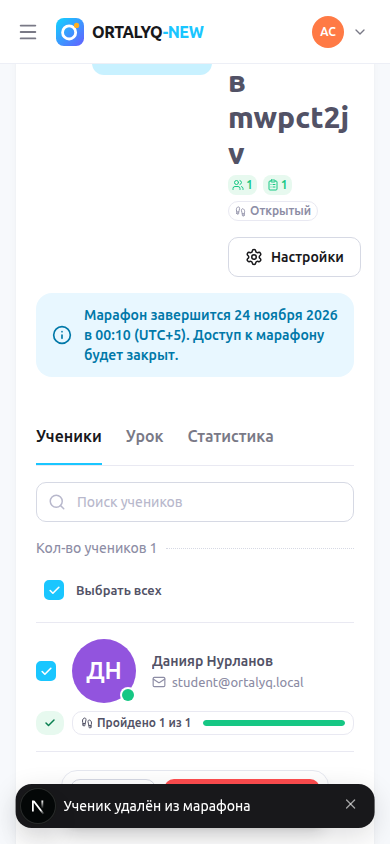 ORTALYQ-NEW
АС
в
mwpct2j
v
1
1
Открытый
Настройки
Марафон завершится 24 ноября 2026
в 00:10 (UTC+5). Доступ к марафону
будет закрыт.
Ученики
Урок
Статистика
Поиск учеников
Кол-во учеников 1
Выбрать всех
ДН
Данияр Нурланов
student@ortalyq.local
Пройдено 1 из 1
N
Ученик удалён из марафона